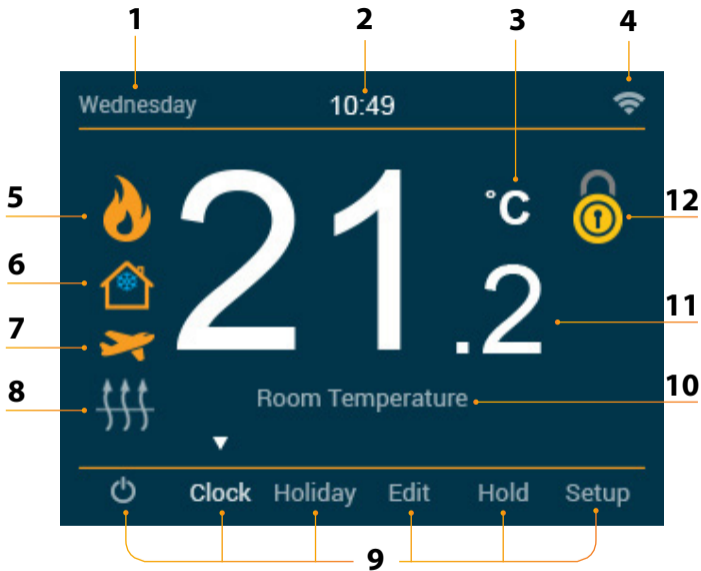 1 2 3 4
Wednesday 10:49
5 21.2 °C 12
6
7 11
8 Room Temperature 10
Clock Holiday Edit Hold Setup
9